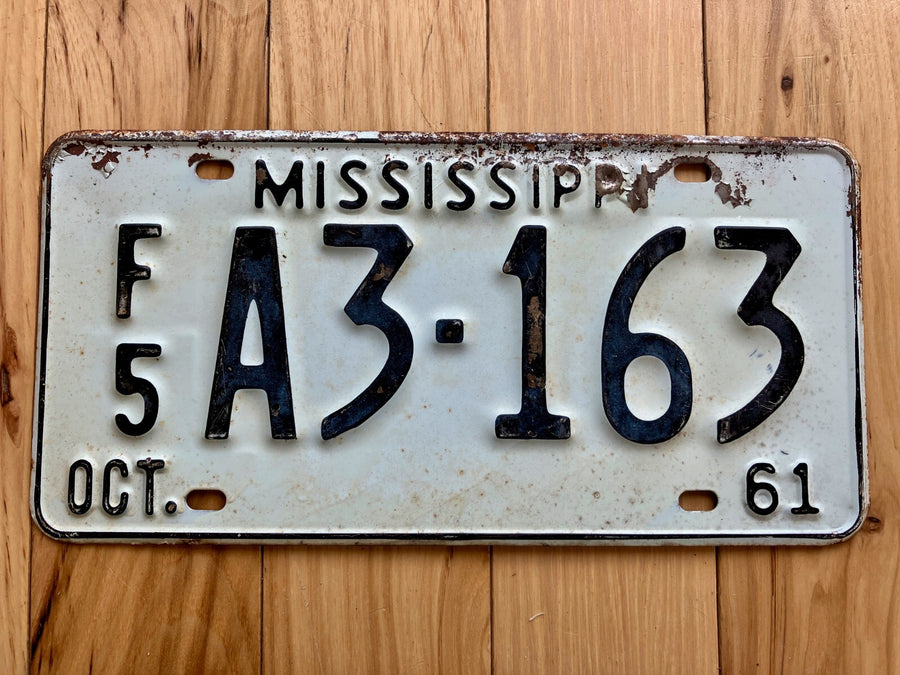 MISSISSIPPI
F5 A3·163
OCT. 61